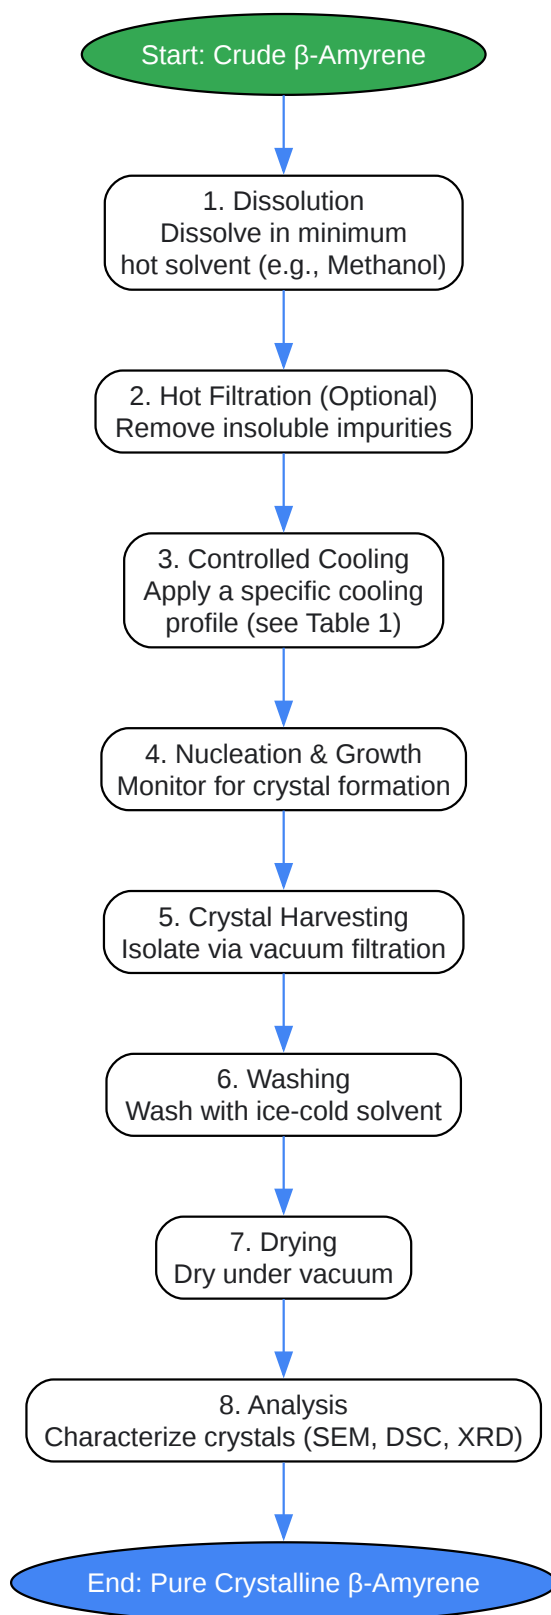 Start: Crude β-Amyrene
1. Dissolution
Dissolve in minimum
hot solvent (e.g., Methanol)
2. Hot Filtration (Optional)
Remove insoluble impurities
3. Controlled Cooling
Apply a specific cooling
profile (see Table 1)
4. Nucleation & Growth
Monitor for crystal formation
5. Crystal Harvesting
Isolate via vacuum filtration
6. Washing
Wash with ice-cold solvent
7. Drying
Dry under vacuum
8. Analysis
Characterize crystals (SEM, DSC, XRD)
End: Pure Crystalline β-Amyrene